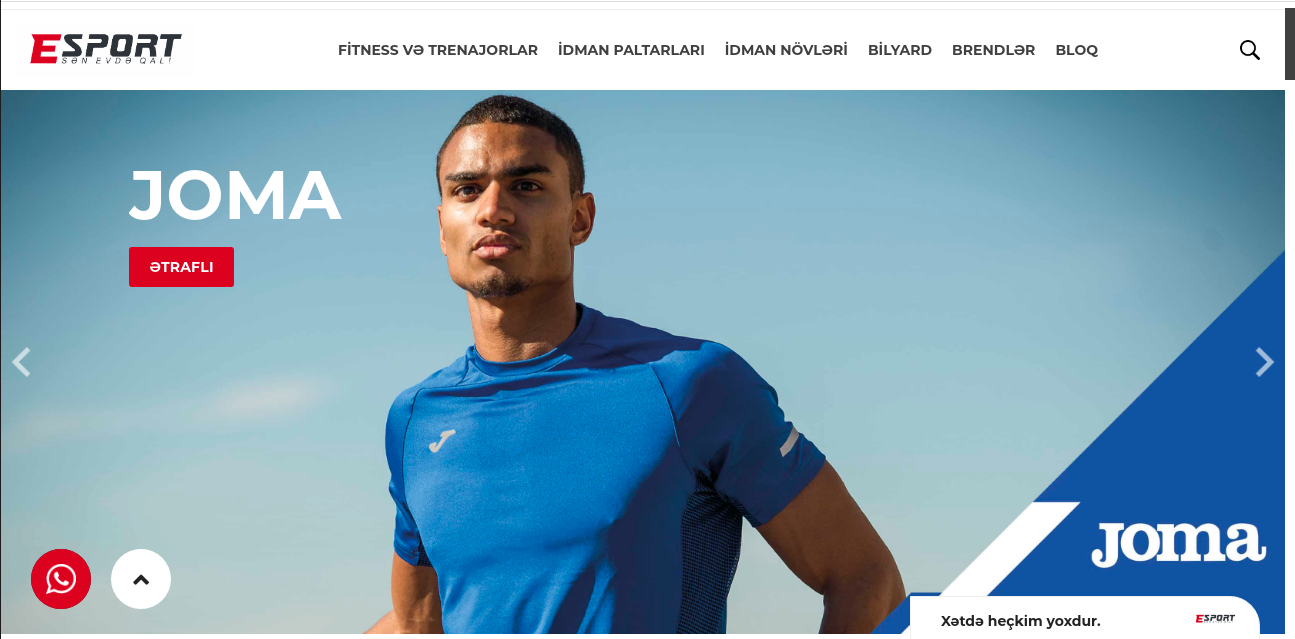 ESPORT
SƏN EVDƏ QAL!
FİTNESS VƏ TRENAJORLAR İDMAN PALTARLARI İDMAN NÖVLƏRİ BİLYARD BRENDLƏR BLOQ
JOMA
ƏTRAFLI
Joma
Xətdə heçkim yoxdur.
ESPORT